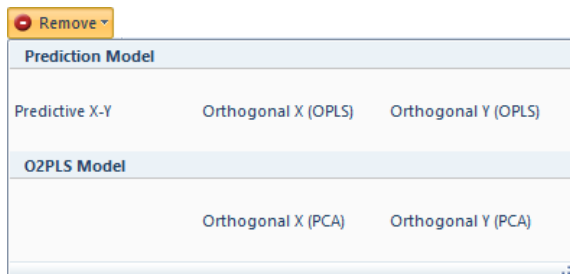 Remove
Prediction Model
Predictive X-Y Orthogonal X (OPLS) Orthogonal Y (OPLS)
O2PLS Model
Orthogonal X (PCA) Orthogonal Y (PCA)